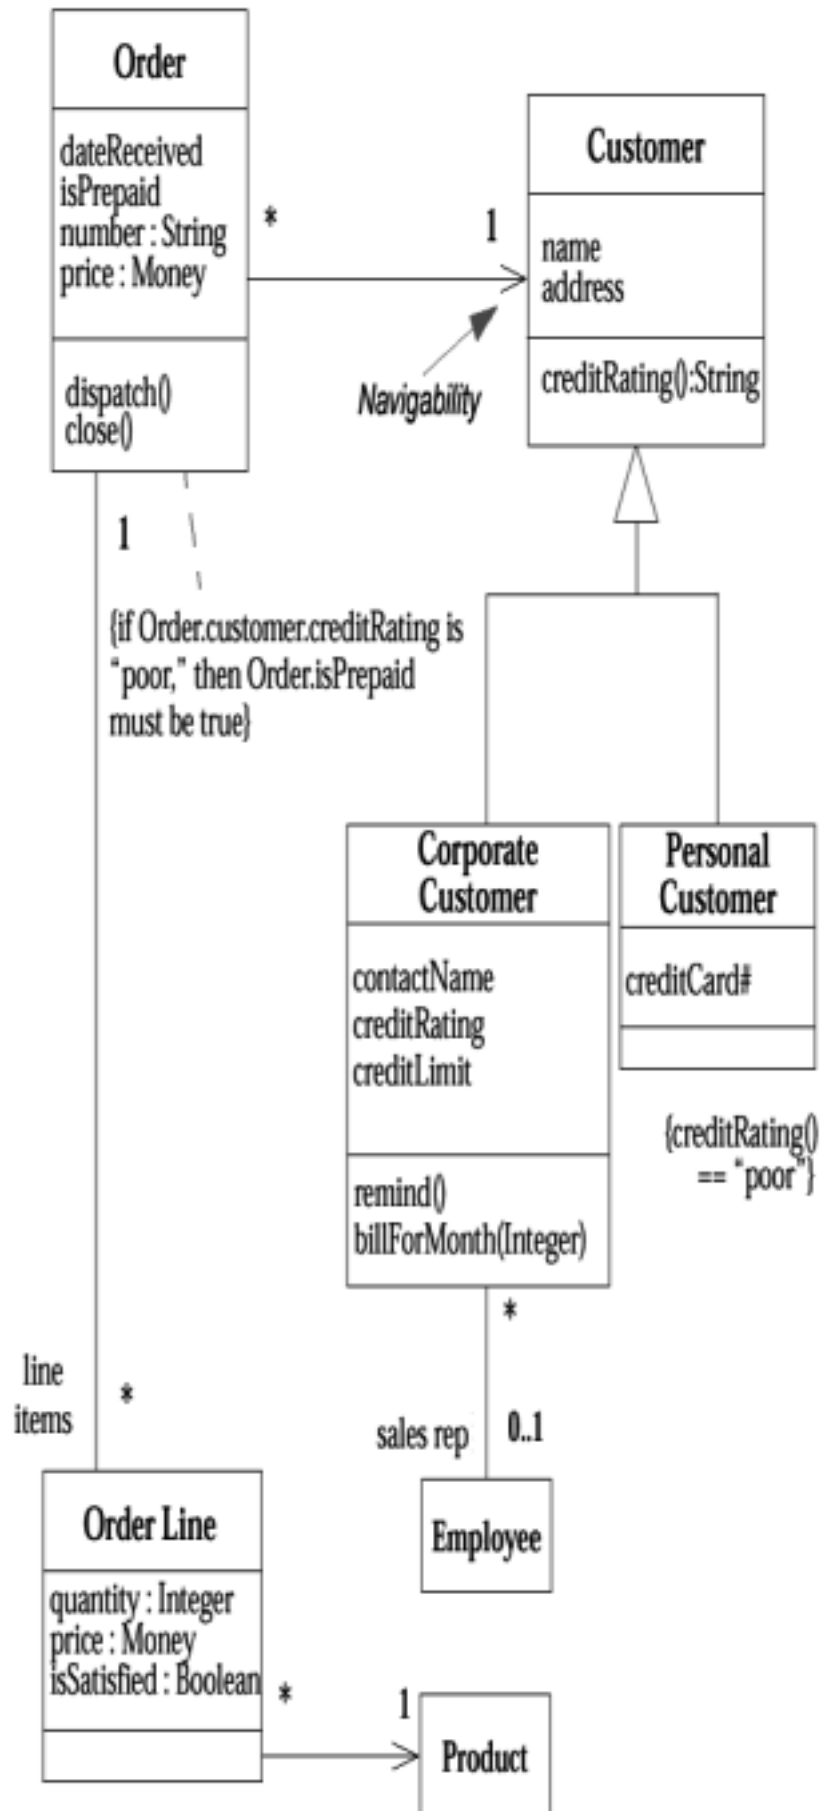 Order
dateReceived
isPrepaid
number : String
price : Money
dispatch()
close()
*
1
Navigability
Customer
name
address
creditRating():String
1
{if Order.customer.creditRating is
“poor,” then Order.isPrepaid
must be true}
Corporate
Customer
contactName
creditRating
creditLimit
remind()
billForMonth(Integer)
Personal
Customer
creditCard#
{creditRating()
== “poor”}
*
sales rep
0..1
Employee
line
items
*
Order Line
quantity : Integer
price : Money
isSatisfied : Boolean
*
1
Product